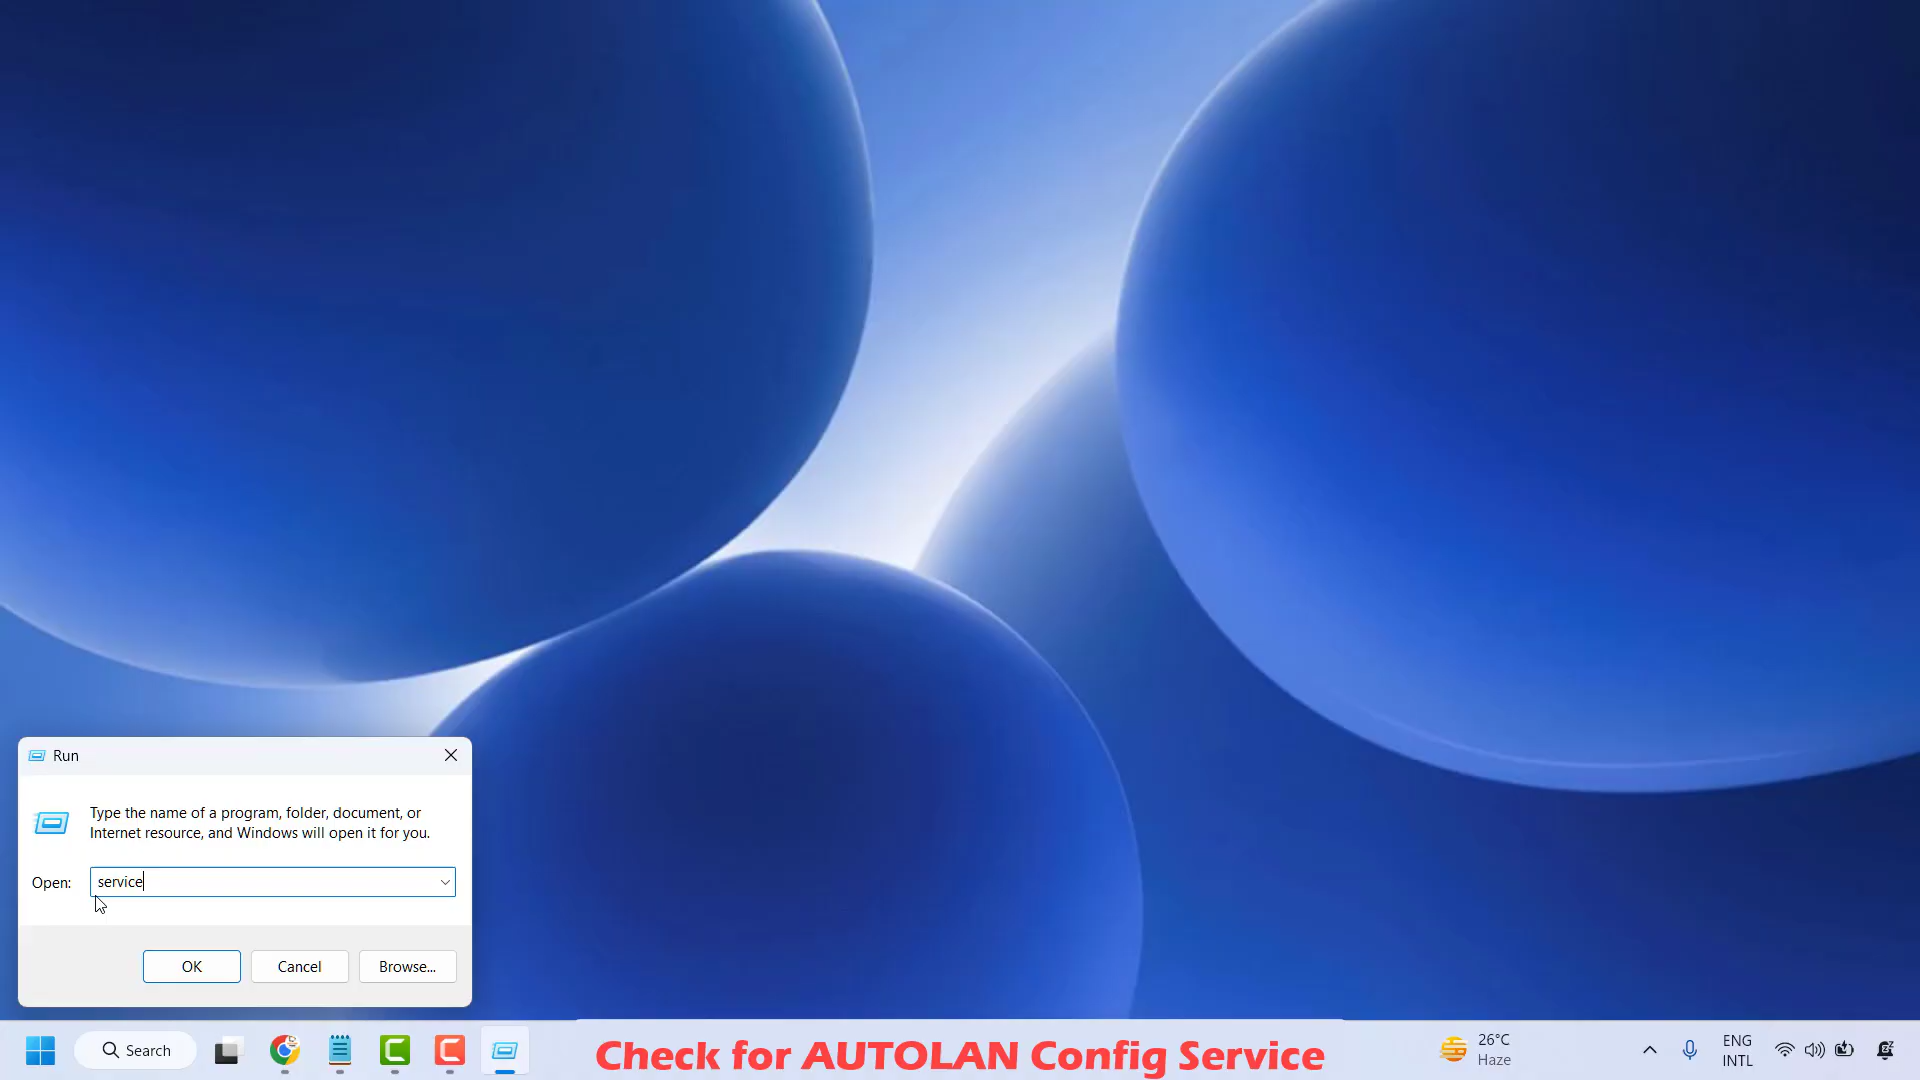 Run
Type the name of a program, folder, document, or
Internet resource, and Windows will open it for you.
Open: service
OK Cancel Browse...
Search
Check for AUTOLAN Config Service
26°C
Haze
ENG
INTL